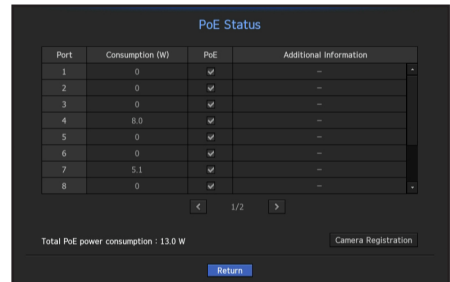 PoE Status
Port Consumption (W) PoE Additional Information
1 0 –
2 0 –
3 0 –
4 8.0 –
5 0 –
6 0 –
7 5.1 –
8 0 –
< 1/2 >
Total PoE power consumption : 13.0 W Camera Registration
Return